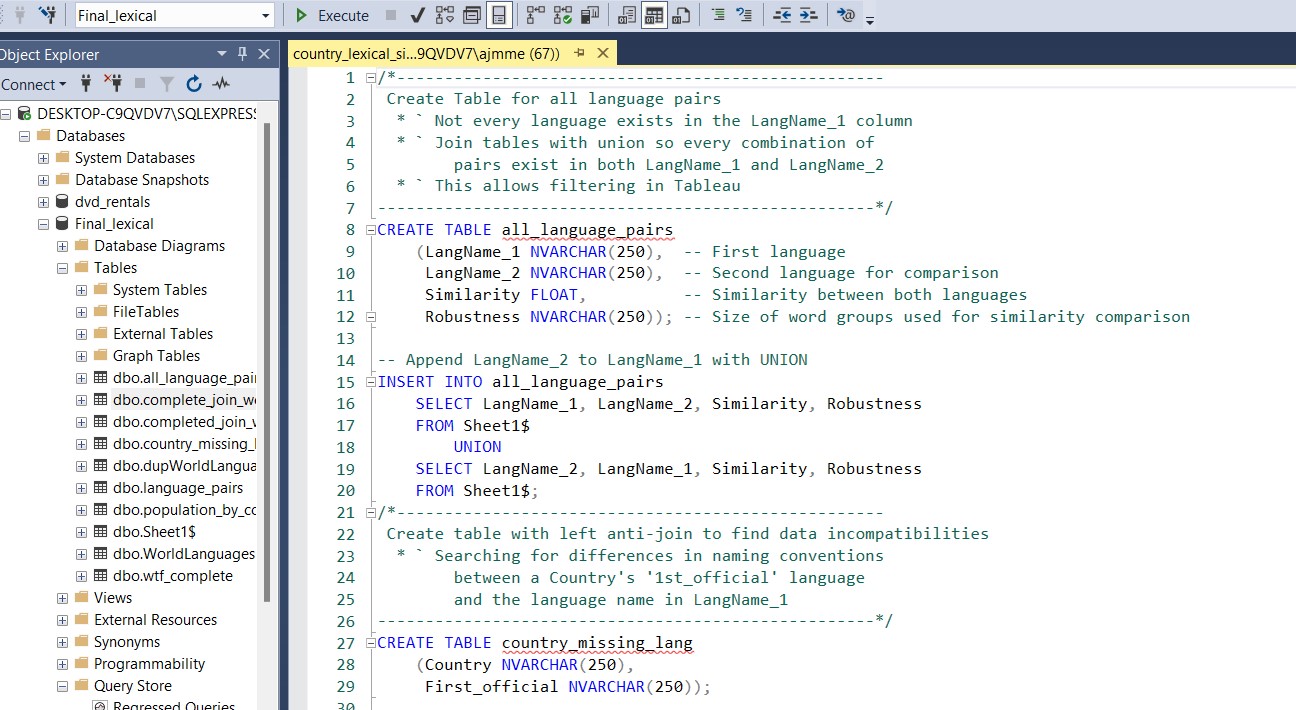 Final_lexical
Execute
Object Explorer
country_lexical_si...9QVDV7\ajmme (67))
Connect
DESKTOP-C9QVDV7\SQLEXPRESS
Databases
System Databases
Database Snapshots
dvd_rentals
Final_lexical
Database Diagrams
Tables
System Tables
FileTables
External Tables
Graph Tables
dbo.all_language_pai
dbo.complete_join_w
dbo.completed_join_w
dbo.country_missing_l
dbo.dupWorldLangua
dbo.language_pairs
dbo.population_by_co
dbo.Sheet1$
dbo.WorldLanguages
dbo.wtf_complete
Views
External Resources
Synonyms
Programmability
Query Store
Regressed Queries
1 /*---------------------------------------------------
2 Create Table for all language pairs
3 * ` Not every language exists in the LangName_1 column
4 * ` Join tables with union so every combination of
5 pairs exist in both LangName_1 and LangName_2
6 * ` This allows filtering in Tableau
7 ----------------------------------------------------*/
8 CREATE TABLE all_language_pairs
9 (LangName_1 NVARCHAR(250), -- First language
10 LangName_2 NVARCHAR(250), -- Second language for comparison
11 Similarity FLOAT, -- Similarity between both languages
12 Robustness NVARCHAR(250)); -- Size of word groups used for similarity comparison
13
14 -- Append LangName_2 to LangName_1 with UNION
15 INSERT INTO all_language_pairs
16 SELECT LangName_1, LangName_2, Similarity, Robustness
17 FROM Sheet1$
18 UNION
19 SELECT LangName_2, LangName_1, Similarity, Robustness
20 FROM Sheet1$;
21 /*---------------------------------------------------
22 Create table with left anti-join to find data incompatibilities
23 * ` Searching for differences in naming conventions
24 between a Country's '1st_official' language
25 and the language name in LangName_1
26 ----------------------------------------------------*/
27 CREATE TABLE country_missing_lang
28 (Country NVARCHAR(250),
29 First_official NVARCHAR(250));
30